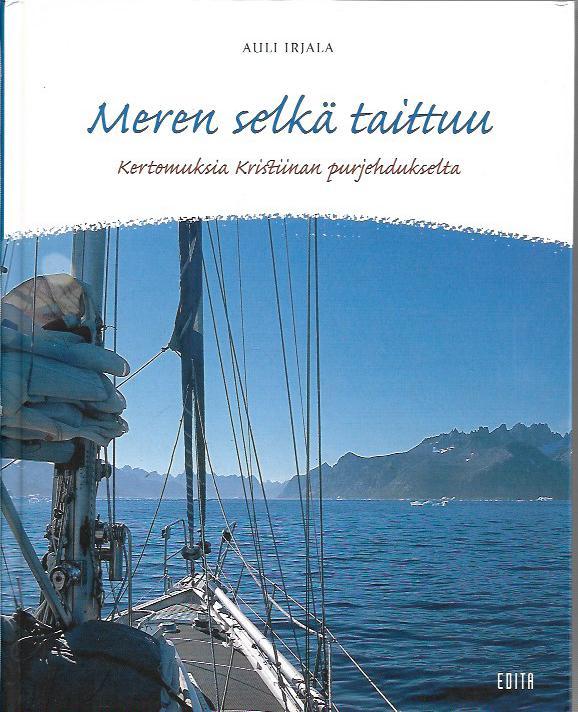 AULI IRJALA
Meren selkä taittuu
Kertomuksia Kristiinan purjehdukselta
EDITA